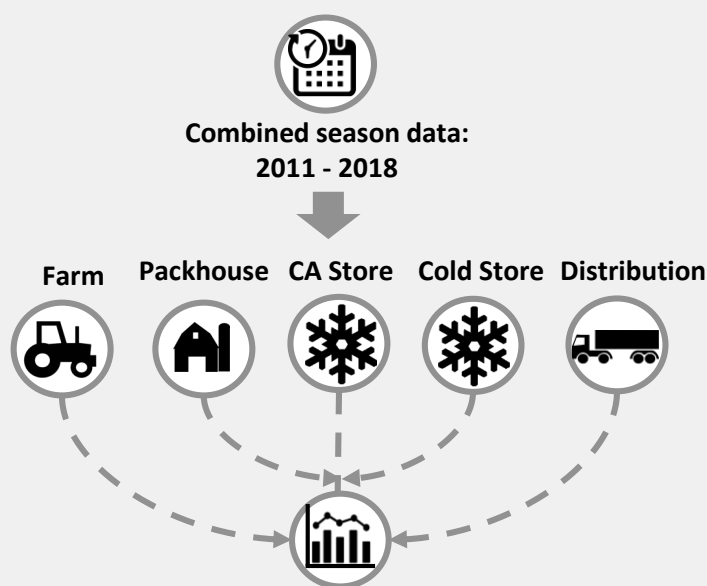 Combined season data:
2011 - 2018
Farm
Packhouse
CA Store
Cold Store
Distribution